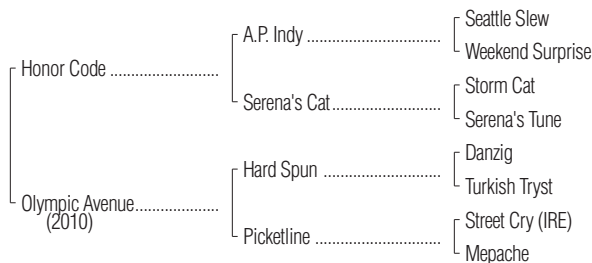 Seattle Slew
A.P. Indy ..............................
Weekend Surprise
Honor Code ........................
Storm Cat
Serena's Cat........................
Serena's Tune
Danzig
Hard Spun ..........................
Turkish Tryst
Olympic Avenue...................
(2010)
Street Cry (IRE)
Picketline ............................
Mepache